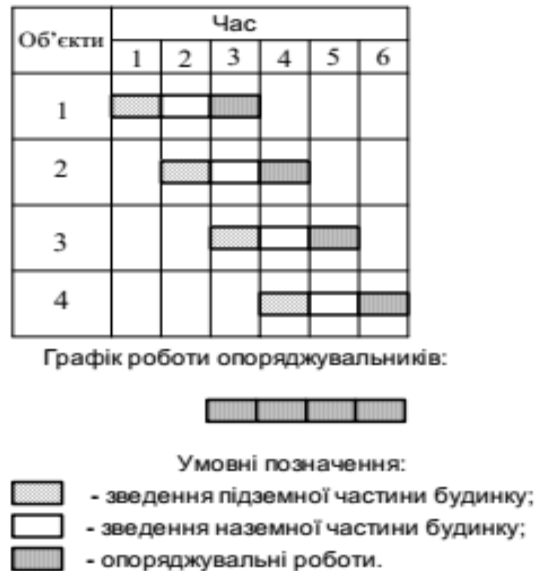 Об'єкти
Час
1 2 3 4 5 6
1
2
3
4
Графік роботи опоряджувальників:
Умовні позначення:
- зведення підземної частини будинку;
- зведення наземної частини будинку;
- опоряджувальні роботи.